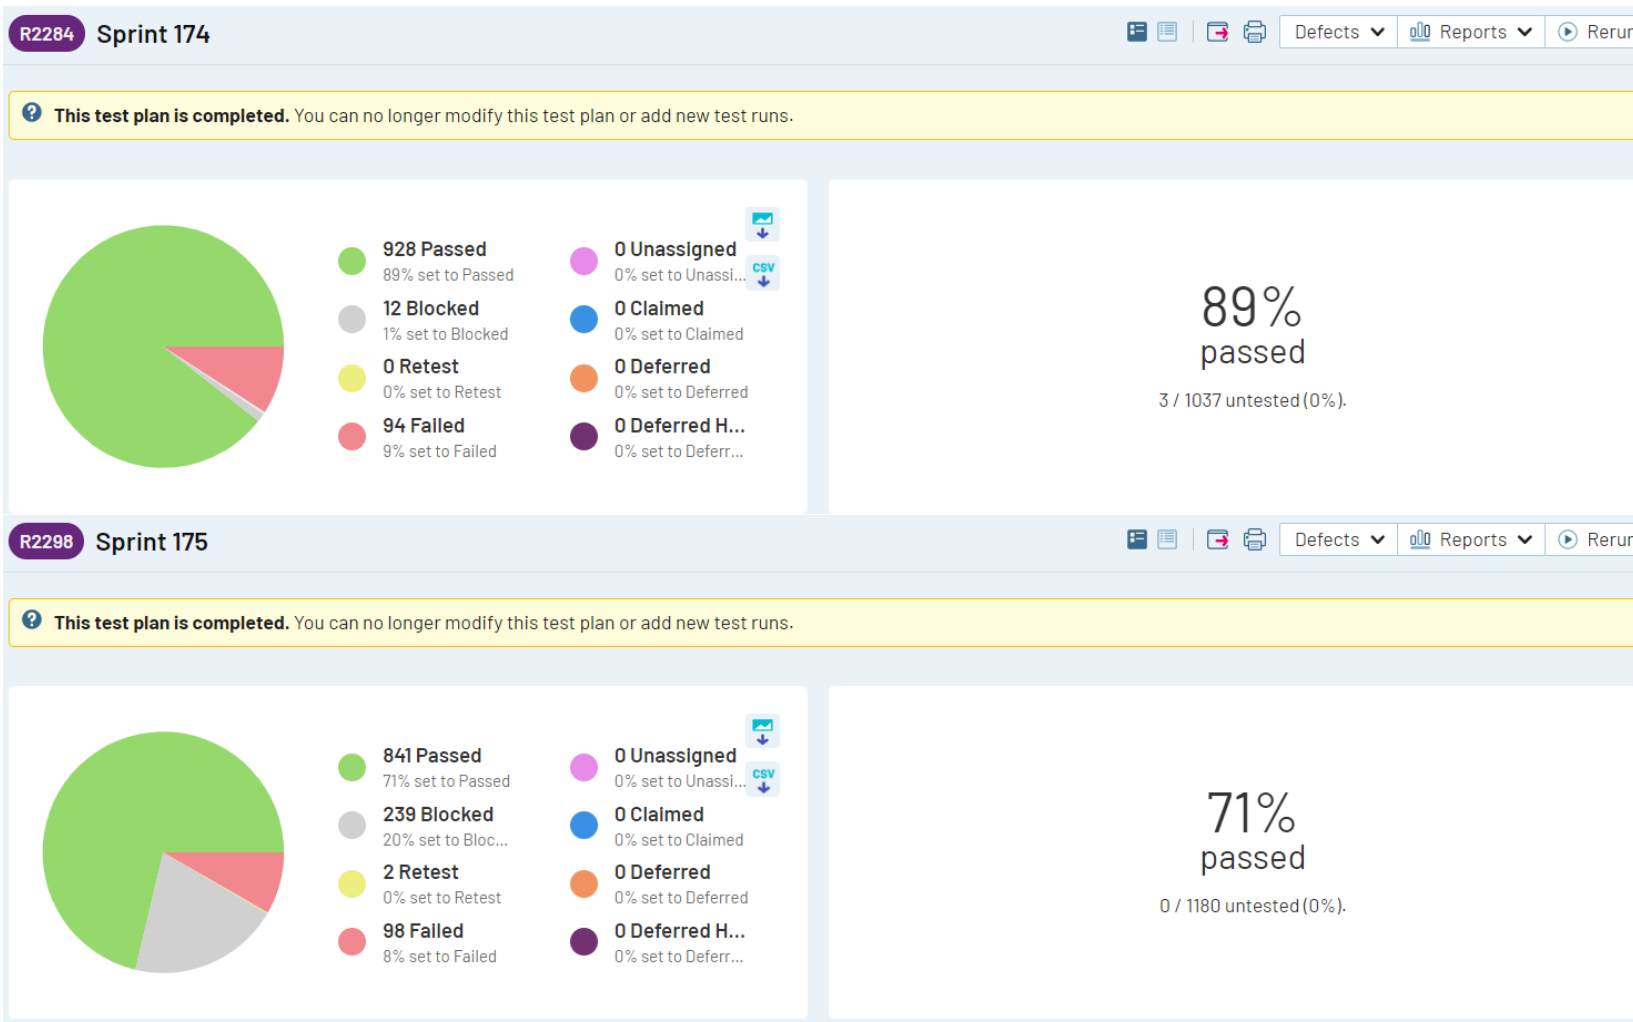 R2284 Sprint 174
Defects Reports Rerun
This test plan is completed. You can no longer modify this test plan or add new test runs.
928 Passed
89% set to Passed
12 Blocked
1% set to Blocked
0 Retest
0% set to Retest
94 Failed
9% set to Failed
0 Unassigned
0% set to Unassi...
0 Claimed
0% set to Claimed
0 Deferred
0% set to Deferred
0 Deferred H...
0% set to Deferr...
CSV
89%
passed
3 / 1037 untested (0%).
R2298 Sprint 175
Defects Reports Rerun
This test plan is completed. You can no longer modify this test plan or add new test runs.
841 Passed
71% set to Passed
239 Blocked
20% set to Bloc...
2 Retest
0% set to Retest
98 Failed
8% set to Failed
0 Unassigned
0% set to Unassi...
0 Claimed
0% set to Claimed
0 Deferred
0% set to Deferred
0 Deferred H...
0% set to Deferr...
CSV
71%
passed
0 / 1180 untested (0%).